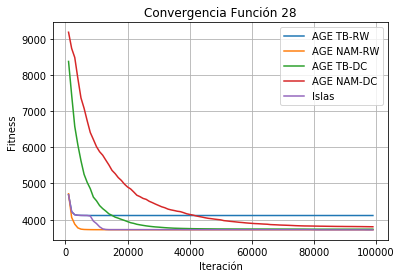 Convergencia Función 28
AGE TB-RW
AGE NAM-RW
AGE TB-DC
AGE NAM-DC
Islas
Fitness
9000
8000
7000
6000
5000
4000
0
20000
40000
60000
80000
100000
Iteración